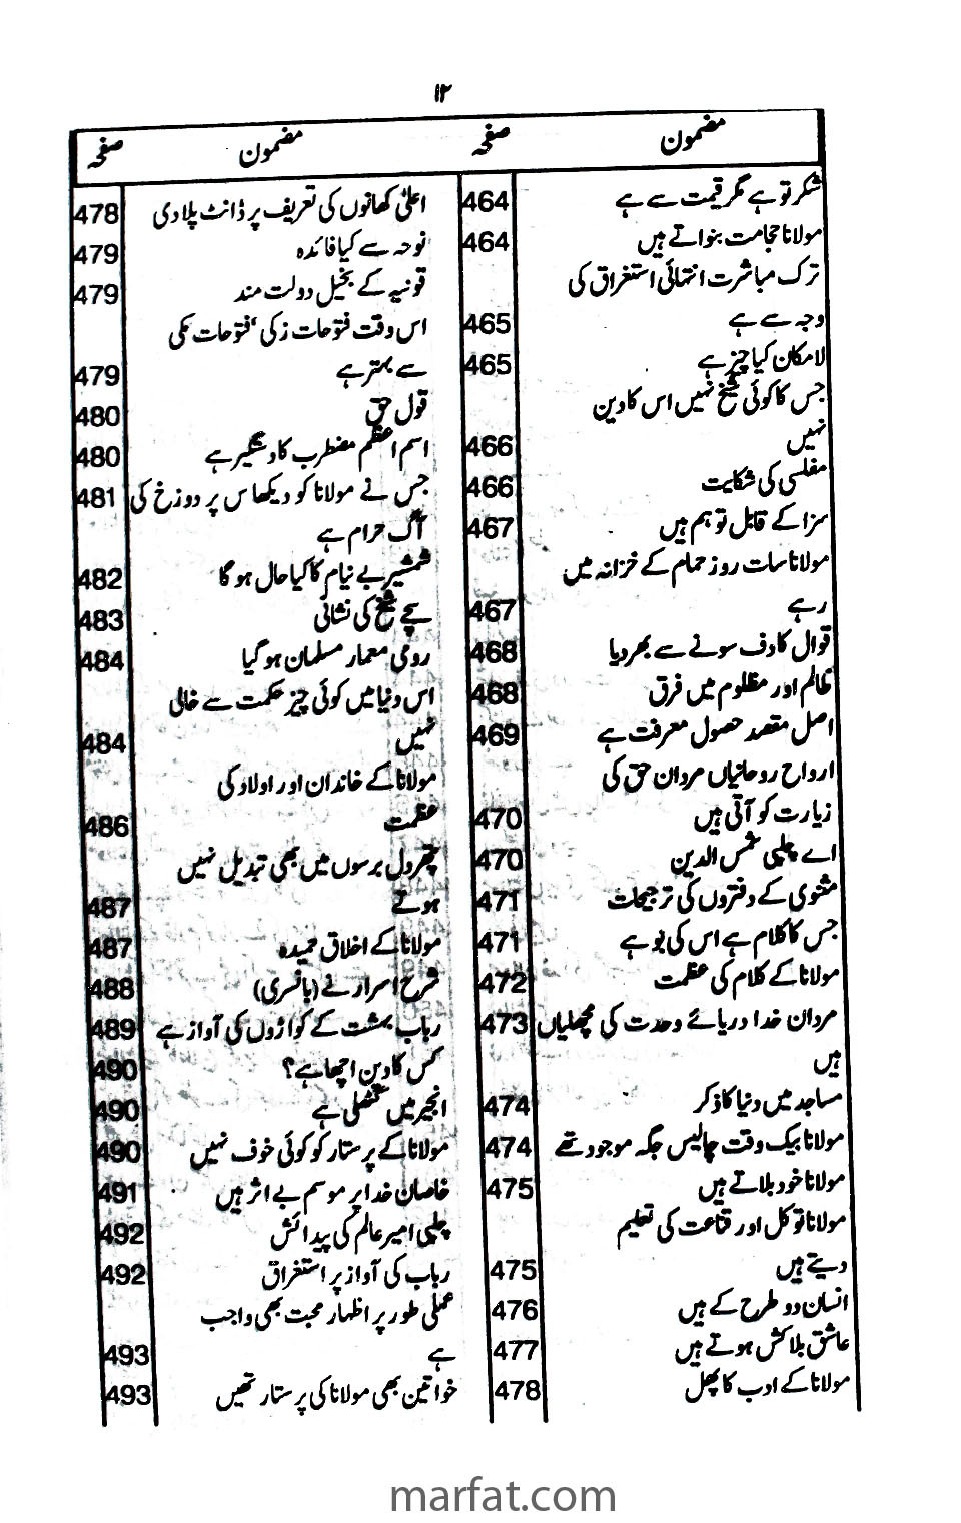 ۱۲
مضمون صفحہ
شکر تو ہے مگر قیمت سے ہے 464
مولانا حجامت بنواتے ہیں 464
ترک مباشرت انتہائی استغراق کی
وجہ سے ہے 465
لامکان کیا چیز ہے 465
جس کا کوئی شیخ نہیں اس کا دین
نہیں 466
مفلسی کی شکایت 466
سزا کے قابل تو ہم ہیں 467
مولانا سات روز حمام کے خزانہ میں
رہے 467
قوال کا دف سونے سے بھر دیا 468
ظالم اور مظلوم میں فرق 468
اصل مقصد حصول معرفت ہے 469
ارواح روحانیاں مردان حق کی
زیارت کو آتی ہیں 470
اے چلپی شمس الدین 470
مثنوی کے دفتروں کی ترجیحات 471
جس کا کلام ہے اس کی بو ہے 471
مولانا کے کلام کی عظمت 472
مردان خدا دریائے وحدت کی مچھلیاں 473
ہیں
مساجد میں دنیا کا ذکر 474
مولانا بیک وقت چالیس جگہ موجود تھے 474
مولانا خود بلاتے ہیں 475
مولانا توکل اور قناعت کی تعلیم
دیتے ہیں 475
انسان دو طرح کے ہیں 476
عاشق بلاکش ہوتے ہیں 477
مولانا کے ادب کا پھل 478
مضمون صفحہ
اعلیٰ کھانوں کی تعریف پر ڈانٹ پلا دی 478
نوحہ سے کیا فائدہ 479
قونیہ کے بخیل دولت مند 479
اس وقت فتوحات زکی، فتوحات مکی
سے بہتر ہے 479
قول حق 480
اسم اعظم مضطرب کا دستگیر ہے 480
جس نے مولانا کو دیکھا س پر دوزخ کی 481
آگ حرام ہے
شمشیر بے نیام کا کیا حال ہو گا 482
سچے شیخ کی نشانی 483
رومی معمار مسلمان ہو گیا 484
اس دنیا میں کوئی چیز حکمت سے خالی
نہیں 484
مولانا کے خاندان اور اولاد کی
عظمت 486
پتھر دل برسوں میں بھی تبدیل نہیں
ہوتے 487
مولانا کے اخلاق حمیدہ 487
شرح اسرار نے (بانسری) 488
رباب بہشت کے کواڑوں کی آواز ہے 489
کس کا دین اچھا ہے؟ 490
انجیر میں گٹھلی ہے 490
مولانا کے پرستار کو کوئی خوف نہیں 490
خاصان خدا پر موسم بے اثر ہیں 491
چلپی امیر عالم کی پیدائش 492
رباب کی آواز پر استغراق 492
عملی طور پر اظہار محبت بھی واجب
ہے 493
خواتین بھی مولانا کی پرستار تھیں 493
marfat.com